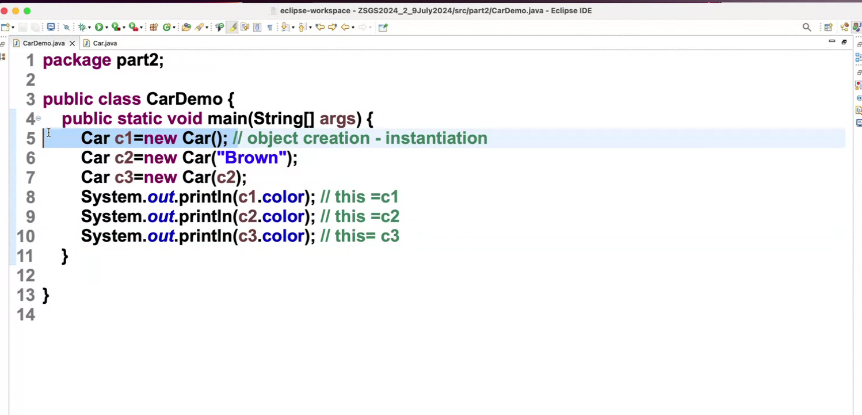 eclipse-workspace - ZSGS2024_2_9July2024/src/part2/CarDemo.java - Eclipse IDE
CarDemo.java Car.java
1 package part2;
2
3 public class CarDemo {
4 public static void main(String[] args) {
5 Car c1=new Car(); // object creation - instantiation
6 Car c2=new Car("Brown");
7 Car c3=new Car(c2);
8 System.out.println(c1.color); // this =c1
9 System.out.println(c2.color); // this =c2
10 System.out.println(c3.color); // this= c3
11 }
12
13 }
14